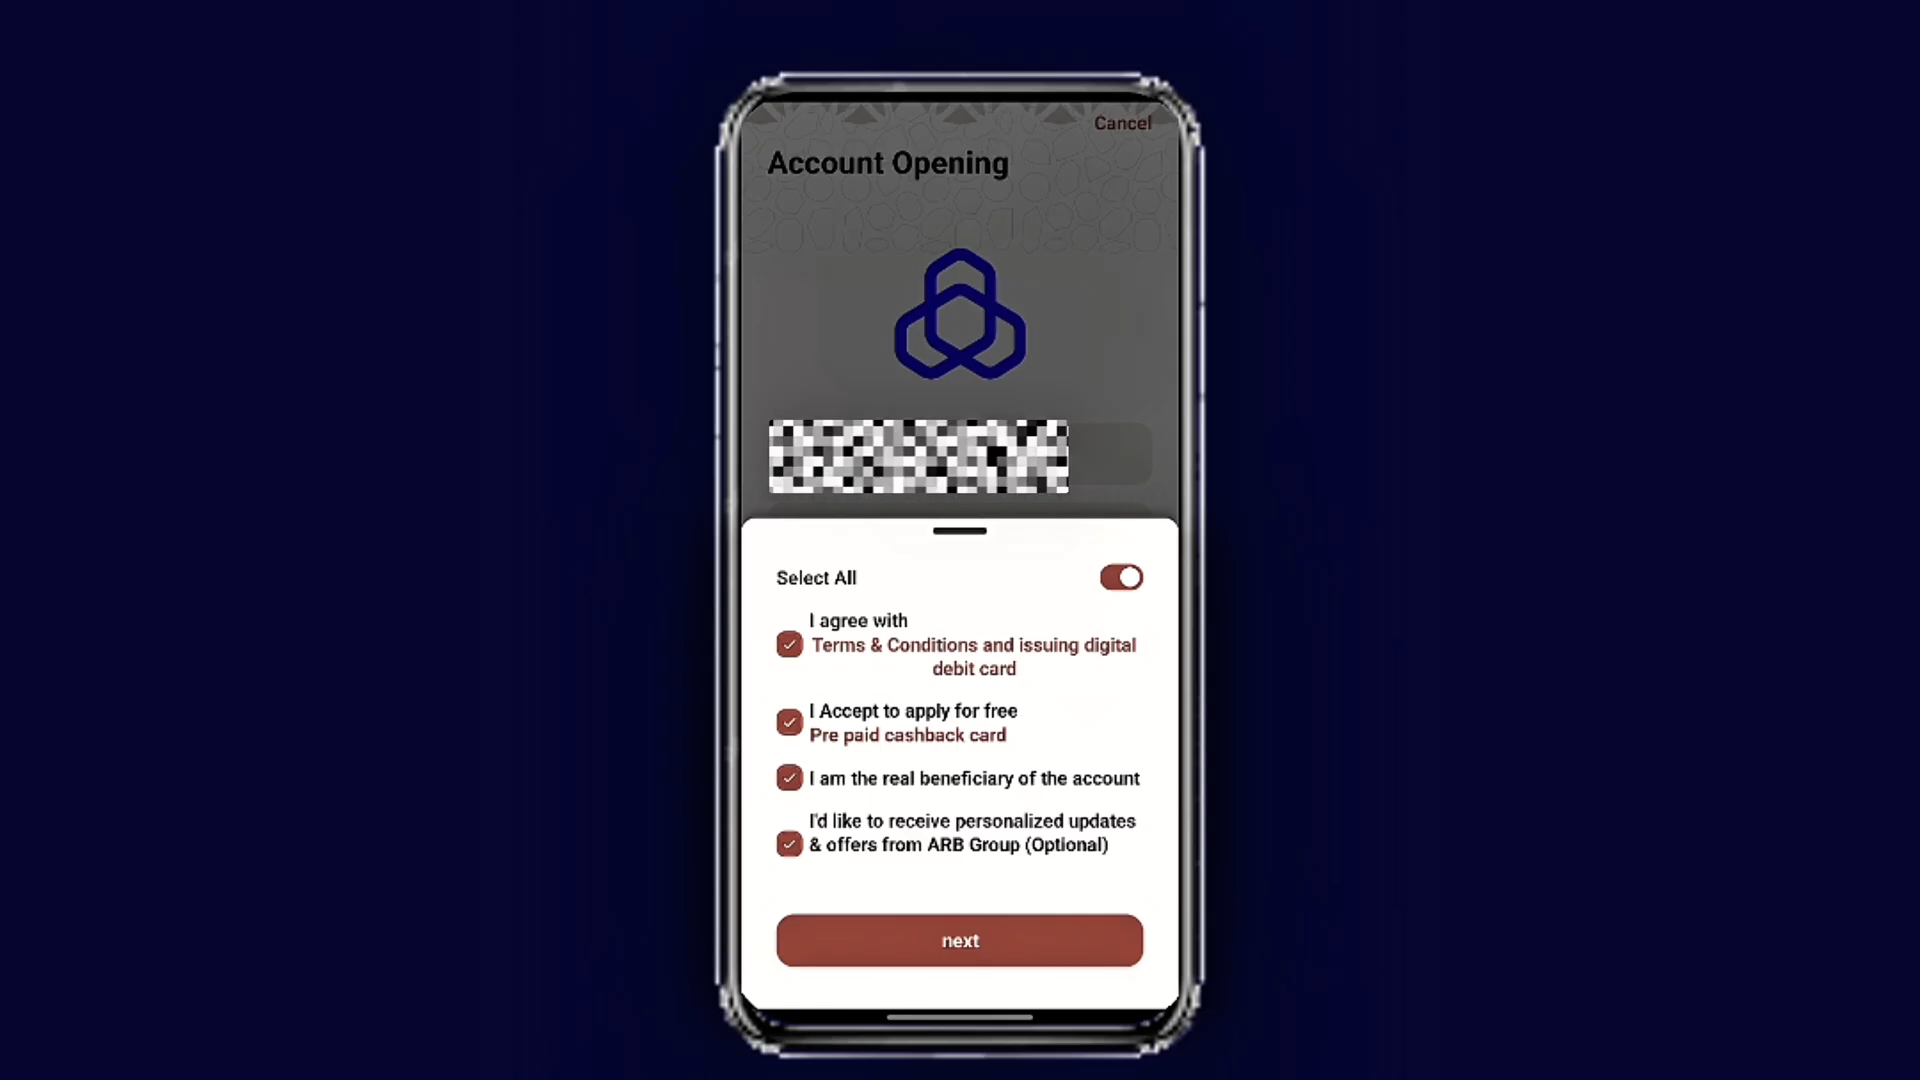 Cancel
Account Opening
Select All
I agree with
Terms & Conditions and issuing digital
debit card
I Accept to apply for free
Pre paid cashback card
I am the real beneficiary of the account
I'd like to receive personalized updates
& offers from ARB Group (Optional)
next